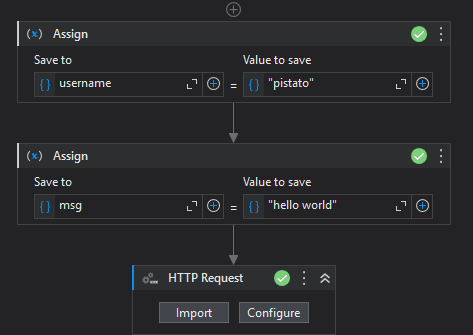 Assign
Save to Value to save
username = "pistato"
Assign
Save to Value to save
msg = "hello world"
HTTP Request
Import Configure